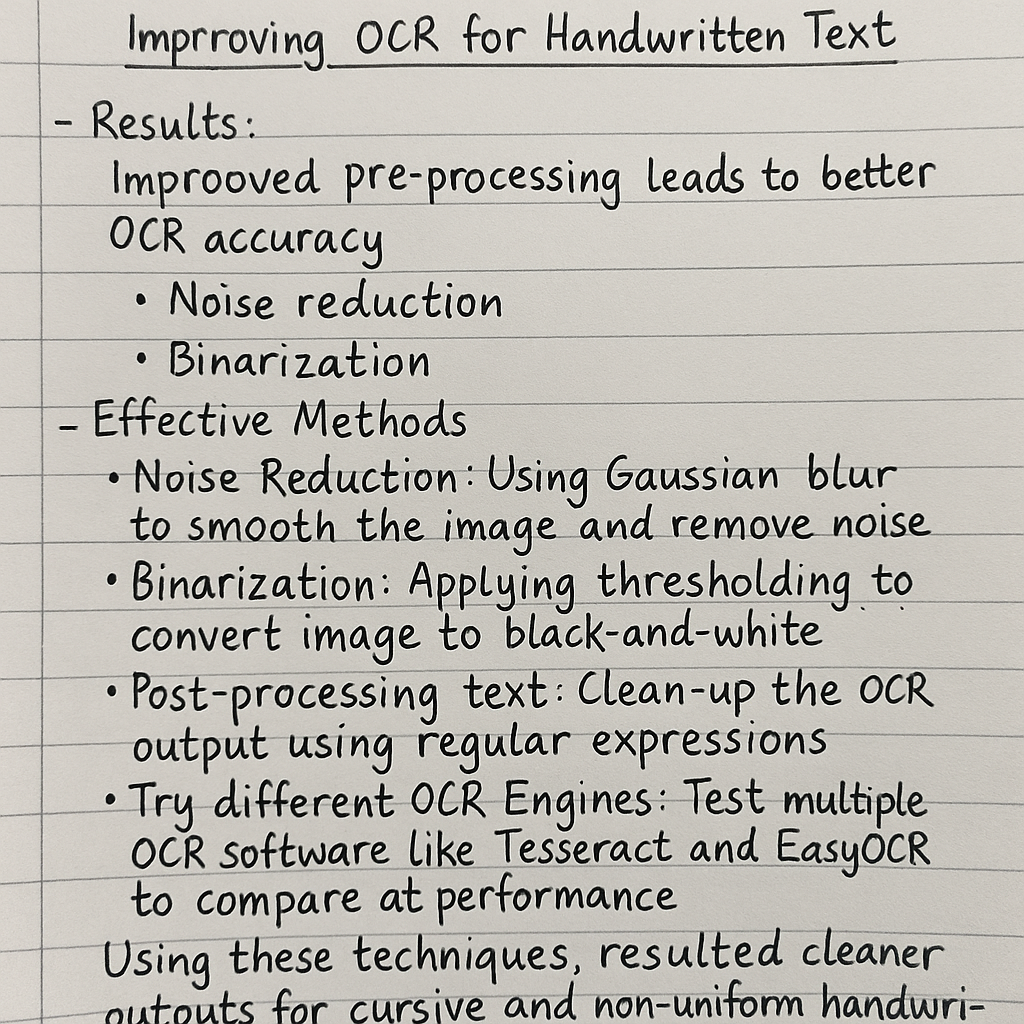 Imprroving OCR for Handwritten Text
- Results:
Improoved pre-processing leads to better
OCR accuracy
• Noise reduction
• Binarization
- Effective Methods
• Noise Reduction: Using Gaussian blur
to smooth the image and remove noise
• Binarization: Applying thresholding to
convert image to black-and-white
• Post-processing text: Clean-up the OCR
output using regular expressions
• Try different OCR Engines: Test multiple
OCR software like Tesseract and EasyOCR
to compare at performance
Using these techniques, resulted cleaner
outouts for cursive and non-uniform handwri-